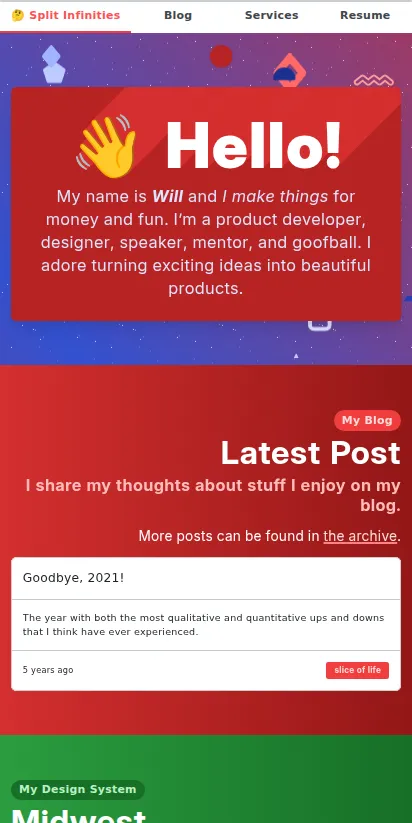 🤔 Split Infinities Blog Services Resume
👋 Hello!
My name is Will and I make things for
money and fun. I’m a product developer,
designer, speaker, mentor, and goofball. I
adore turning exciting ideas into beautiful
products.
My Blog
Latest Post
I share my thoughts about stuff I enjoy on my
blog.
More posts can be found in the archive.
Goodbye, 2021!
The year with both the most qualitative and quantitative ups and downs
that I think have ever experienced.
5 years ago slice of life
My Design System
Midwest